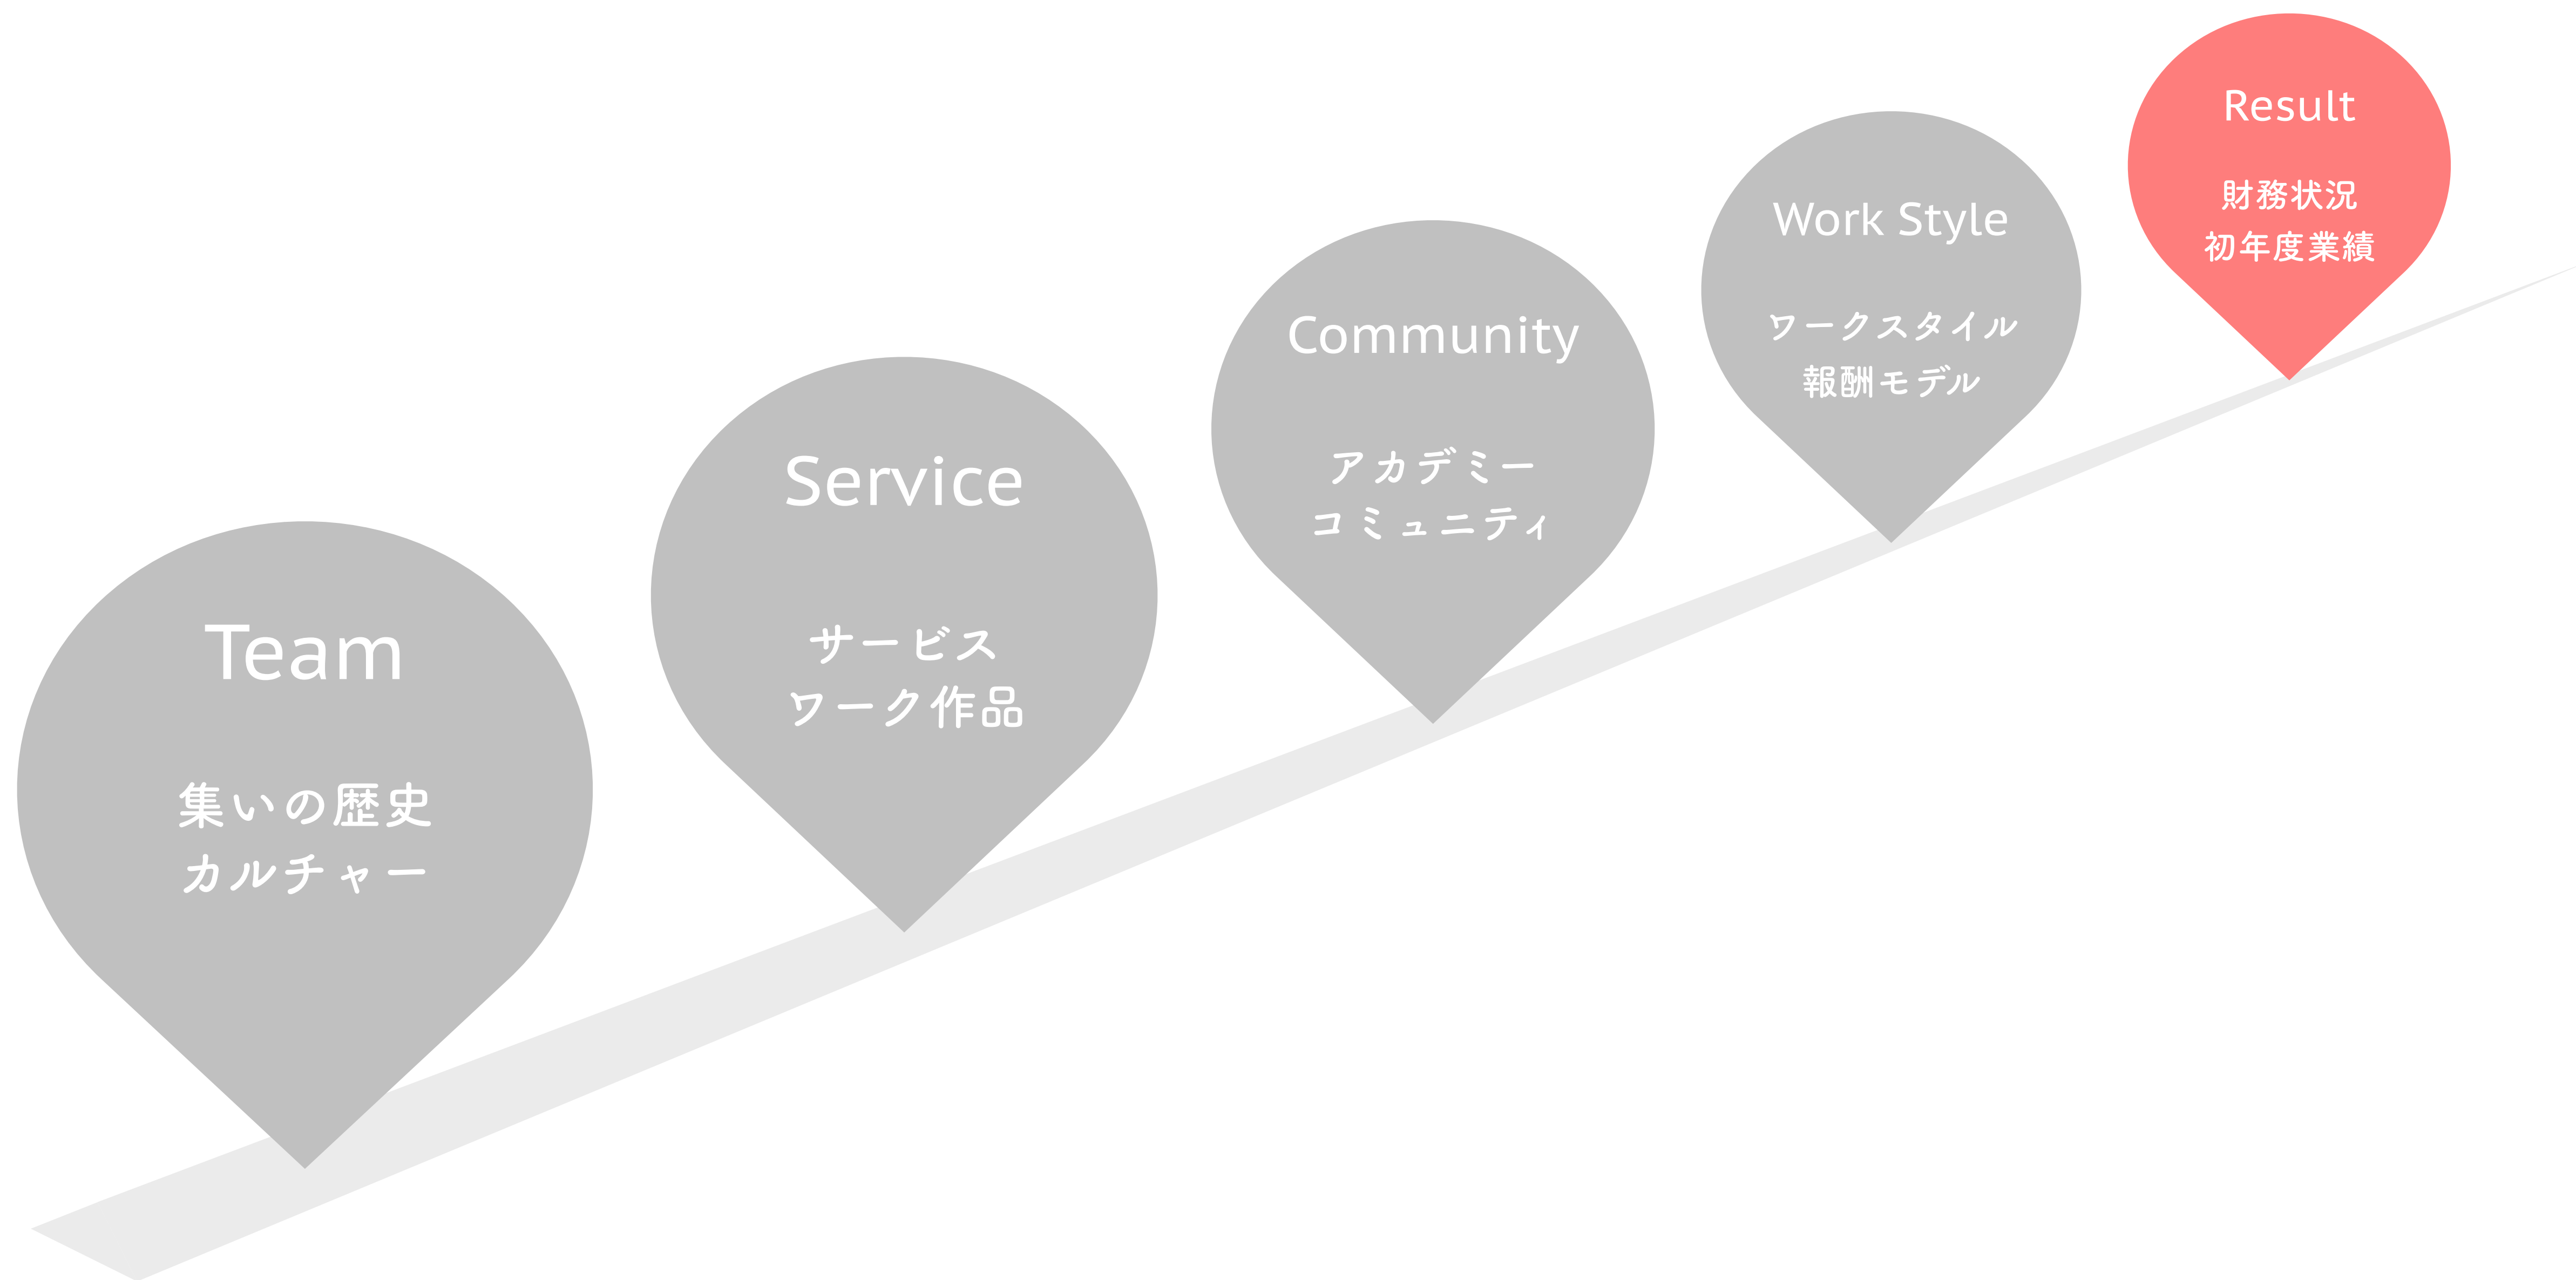 Team
集いの歴史
カルチャー
Service
サービス
ワーク作品
Community
アカデミー
コミュニティ
Work Style
ワークスタイル
報酬モデル
Result
財務状況
初年度業績